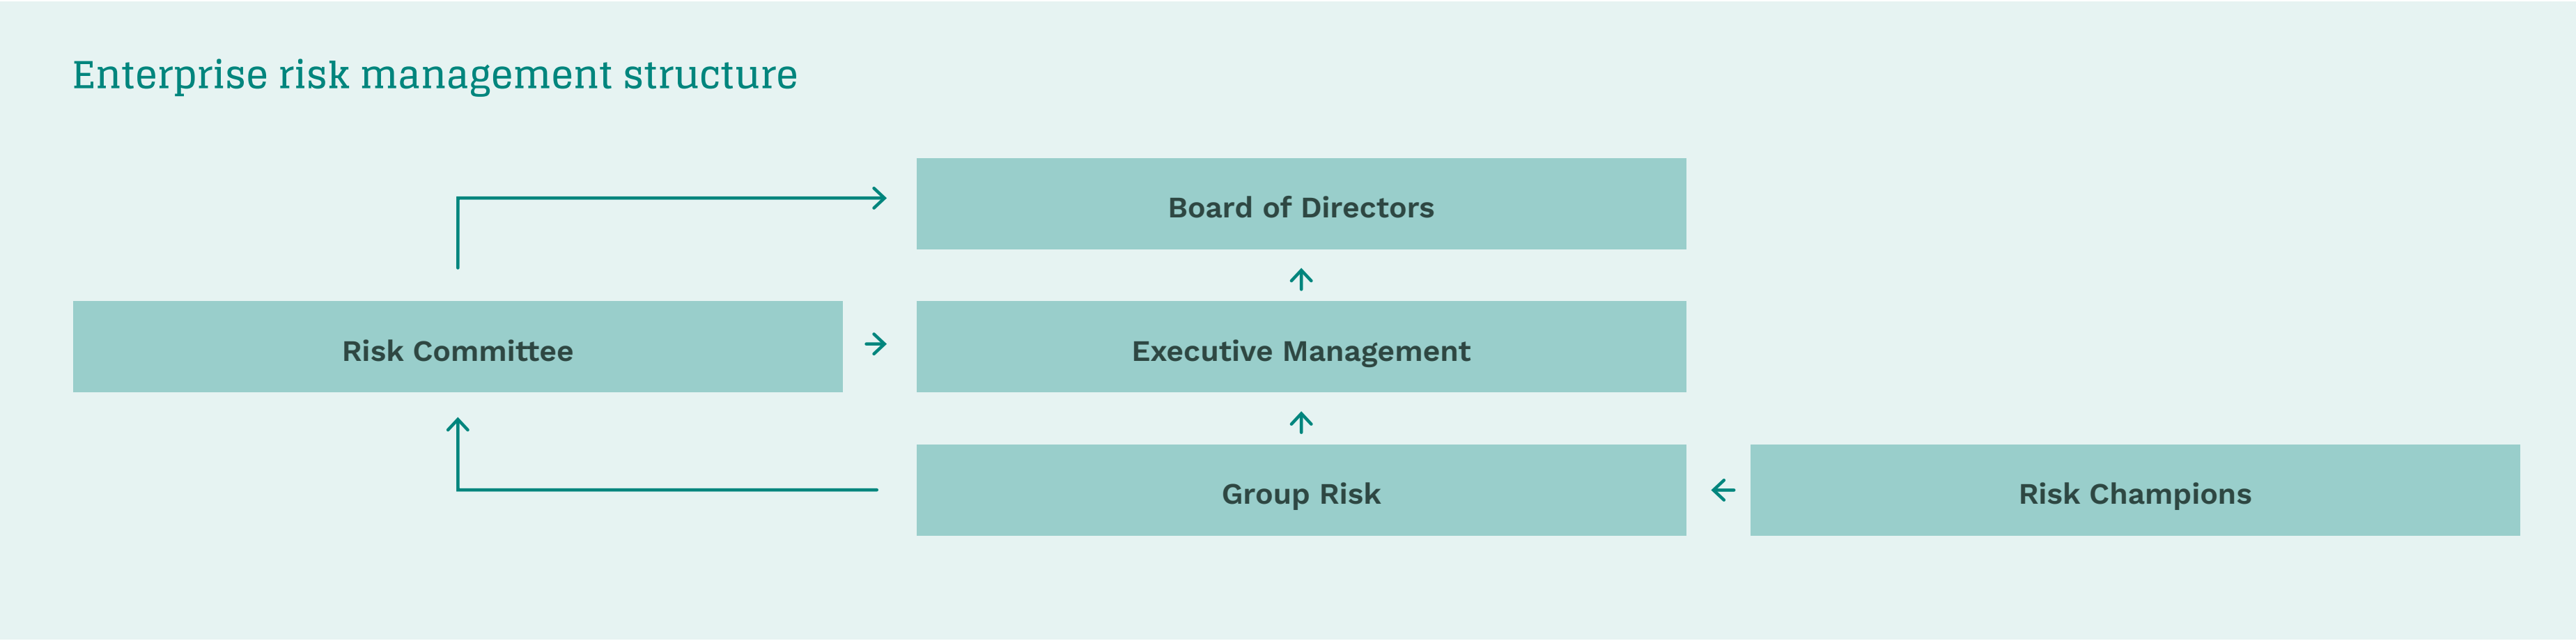 Enterprise risk management structure
Board of Directors
Risk Committee
Executive Management
Group Risk
Risk Champions